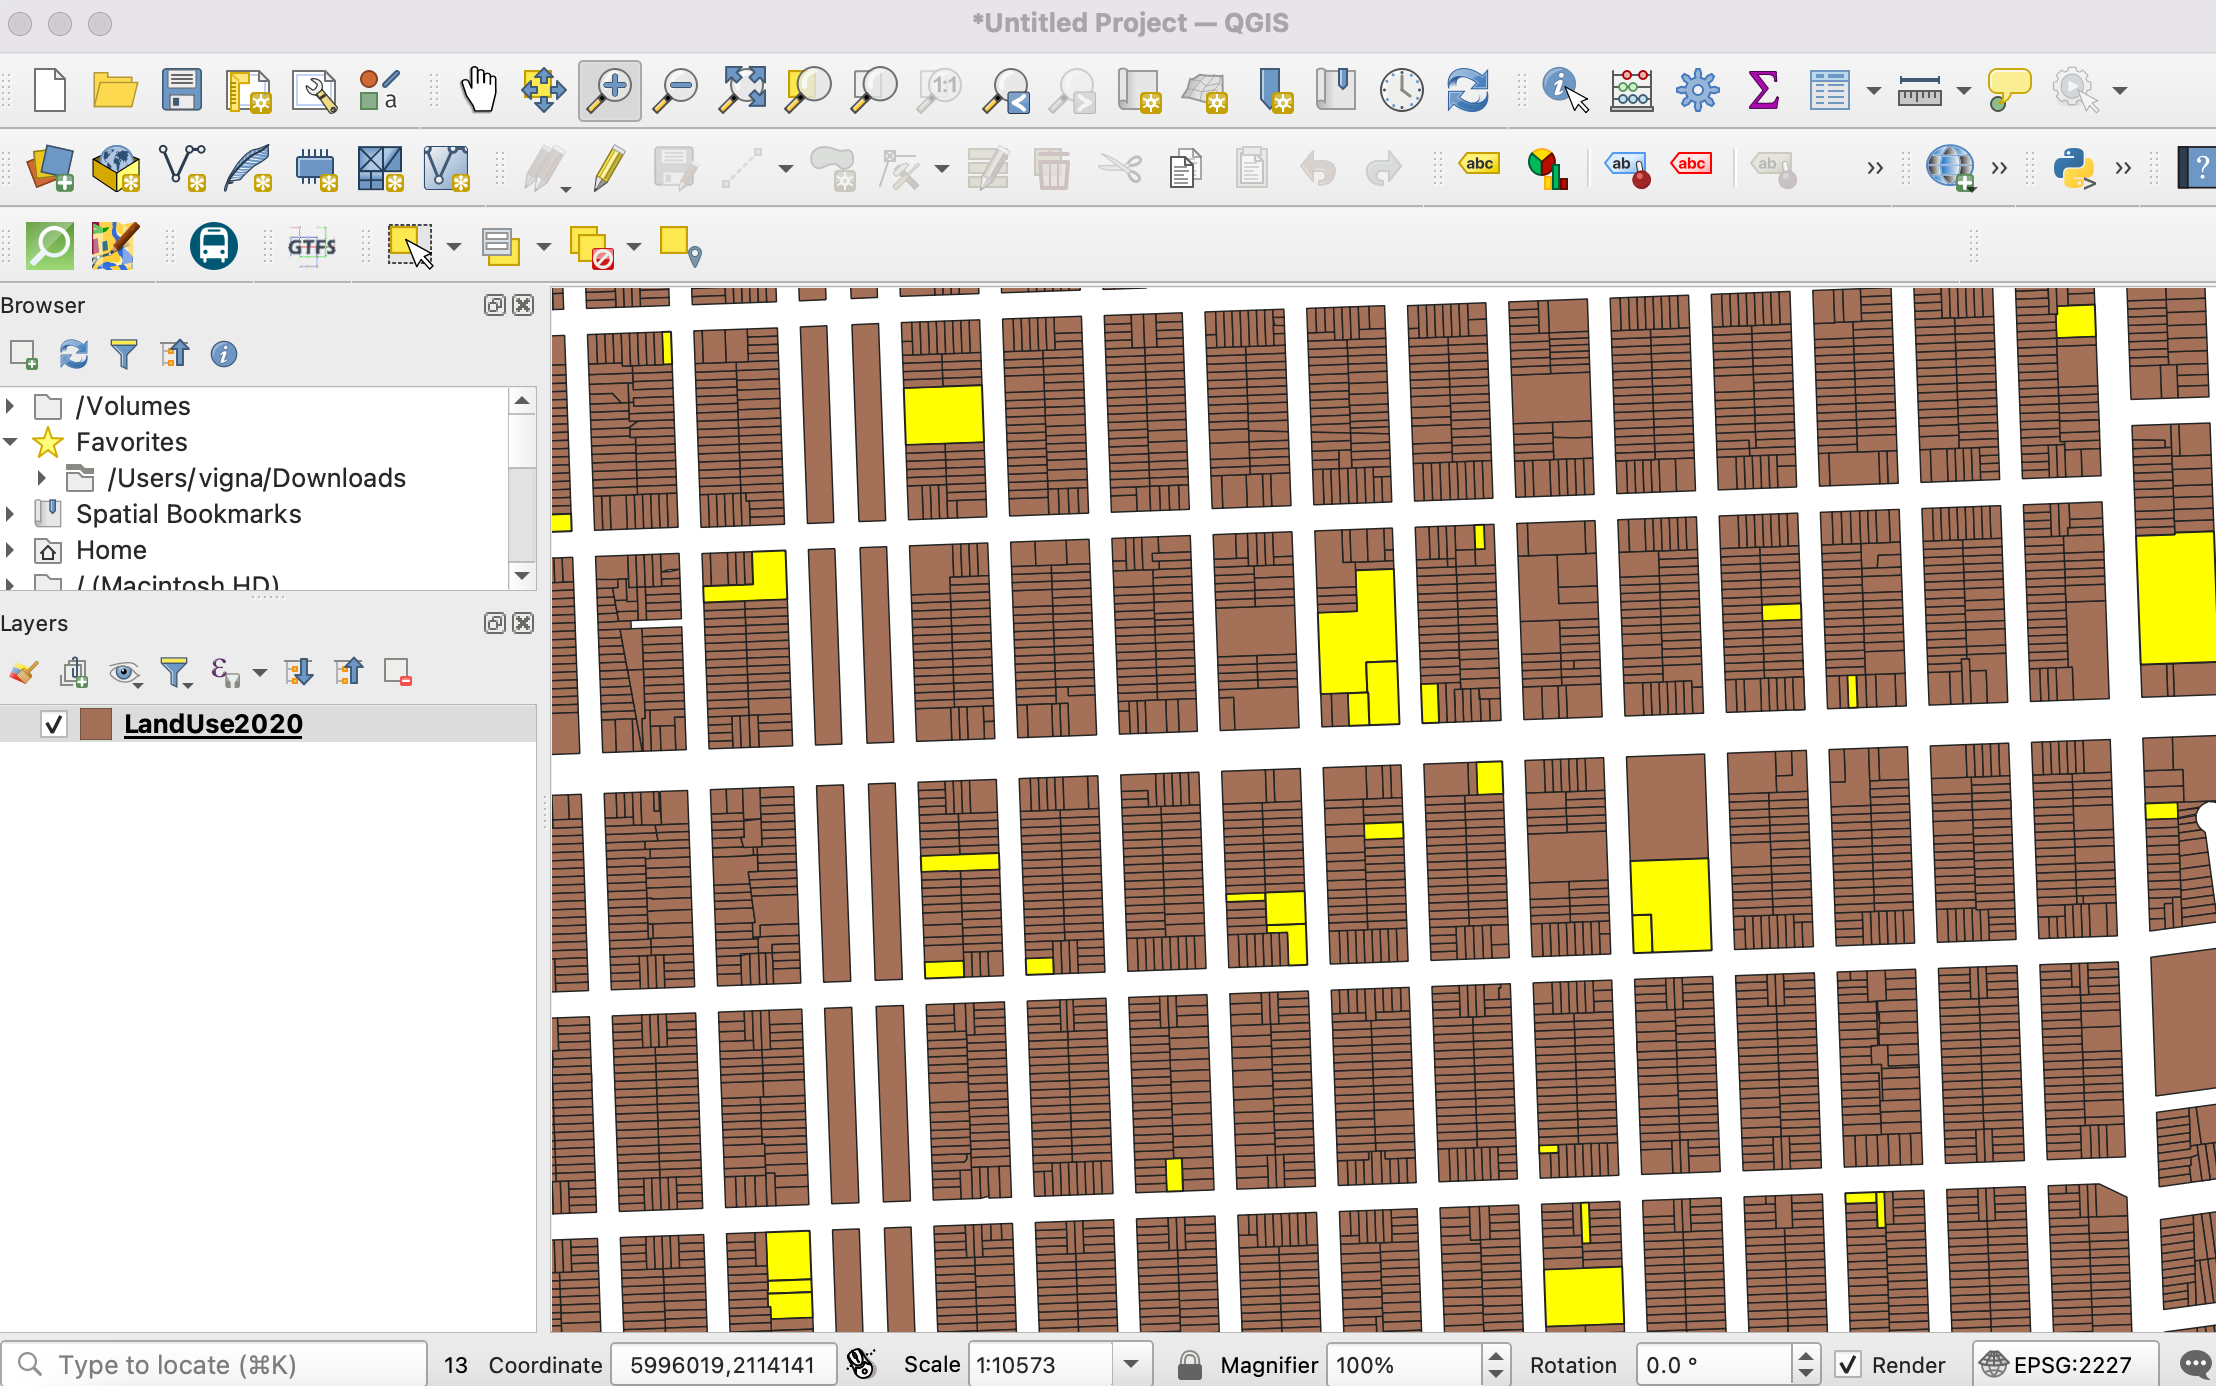 *Untitled Project — QGIS
1:1
a
Σ
abc
ab
abc
ab
»
»
»
?
GTFS
Browser
/Volumes
Favorites
/Users/vigna/Downloads
Spatial Bookmarks
Home
/ (Macintosh HD)
Layers
ε
LandUse2020
Type to locate (⌘K)
13 Coordinate 5996019,2114141 Scale 1:10573 Magnifier 100% Rotation 0.0 ° Render EPSG:2227